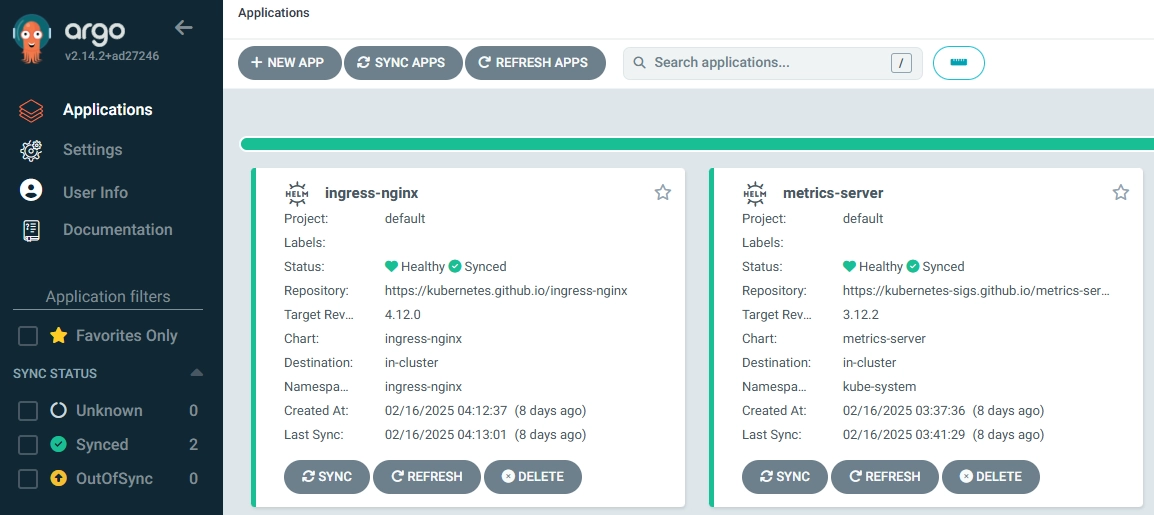 argo
v2.14.2+ad27246
Applications
Settings
User Info
Documentation
Application filters
Favorites Only
SYNC STATUS
Unknown 0
Synced 2
OutOfSync 0
Applications
NEW APP SYNC APPS REFRESH APPS Search applications... /
HELM ingress-nginx
Project: default
Labels:
Status: Healthy Synced
Repository: https://kubernetes.github.io/ingress-nginx
Target Rev... 4.12.0
Chart: ingress-nginx
Destination: in-cluster
Namespa... ingress-nginx
Created At: 02/16/2025 04:12:37 (8 days ago)
Last Sync: 02/16/2025 04:13:01 (8 days ago)
SYNC REFRESH DELETE
HELM metrics-server
Project: default
Labels:
Status: Healthy Synced
Repository: https://kubernetes-sigs.github.io/metrics-ser...
Target Rev... 3.12.2
Chart: metrics-server
Destination: in-cluster
Namespa... kube-system
Created At: 02/16/2025 03:37:36 (8 days ago)
Last Sync: 02/16/2025 03:41:29 (8 days ago)
SYNC REFRESH DELETE